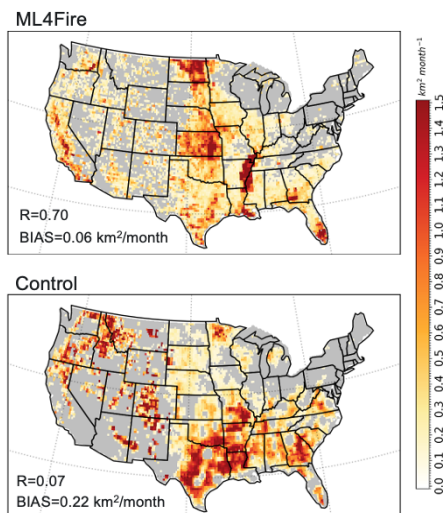 ML4Fire
R=0.70
BIAS=0.06 km²/month
Control
R=0.07
BIAS=0.22 km²/month
km² month⁻¹
1.5
1.4
1.3
1.2
1.1
1.0
0.9
0.8
0.7
0.6
0.5
0.4
0.3
0.2
0.1
0.0